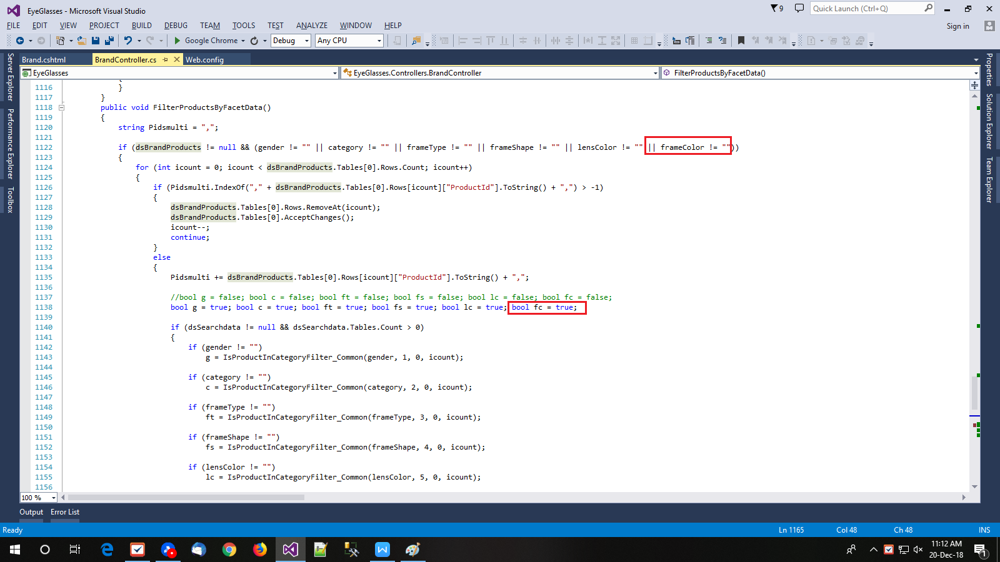 EyeGlasses - Microsoft Visual Studio
9
Quick Launch (Ctrl+Q)
FILE EDIT VIEW PROJECT BUILD DEBUG TEAM TOOLS TEST ANALYZE WINDOW HELP
Sign in
Google Chrome Debug Any CPU
Brand.cshtml BrandController.cs Web.config
EyeGlasses EyeGlasses.Controllers.BrandController FilterProductsByFacetData()
Server Explorer
Performance Explorer
Toolbox
Properties
Solution Explorer
Team Explorer
1116 }
1117 }
1118 public void FilterProductsByFacetData()
1119 {
1120 string Pidsmulti = ",";
1121
1122 if (dsBrandProducts != null && (gender != "" || category != "" || frameType != "" || frameShape != "" || lensColor != "" || frameColor != ""))
1123 {
1124 for (int icount = 0; icount < dsBrandProducts.Tables[0].Rows.Count; icount++)
1125 {
1126 if (Pidsmulti.IndexOf("," + dsBrandProducts.Tables[0].Rows[icount]["ProductId"].ToString() + ",") > -1)
1127 {
1128 dsBrandProducts.Tables[0].Rows.RemoveAt(icount);
1129 dsBrandProducts.Tables[0].AcceptChanges();
1130 icount--;
1131 continue;
1132 }
1133 else
1134 {
1135 Pidsmulti += dsBrandProducts.Tables[0].Rows[icount]["ProductId"].ToString() + ",";
1136
1137 //bool g = false; bool c = false; bool ft = false; bool fs = false; bool lc = false; bool fc = false;
1138 bool g = true; bool c = true; bool ft = true; bool fs = true; bool lc = true; bool fc = true;
1139
1140 if (dsSearchdata != null && dsSearchdata.Tables.Count > 0)
1141 {
1142 if (gender != "")
1143 g = IsProductInCategoryFilter_Common(gender, 1, 0, icount);
1144
1145 if (category != "")
1146 c = IsProductInCategoryFilter_Common(category, 2, 0, icount);
1147
1148 if (frameType != "")
1149 ft = IsProductInCategoryFilter_Common(frameType, 3, 0, icount);
1150
1151 if (frameShape != "")
1152 fs = IsProductInCategoryFilter_Common(frameShape, 4, 0, icount);
1153
1154 if (lensColor != "")
1155 lc = IsProductInCategoryFilter_Common(lensColor, 5, 0, icount);
1156
100 %
Output Error List
Ready Ln 1165 Col 48 Ch 48 INS
11:12 AM
20-Dec-18
1